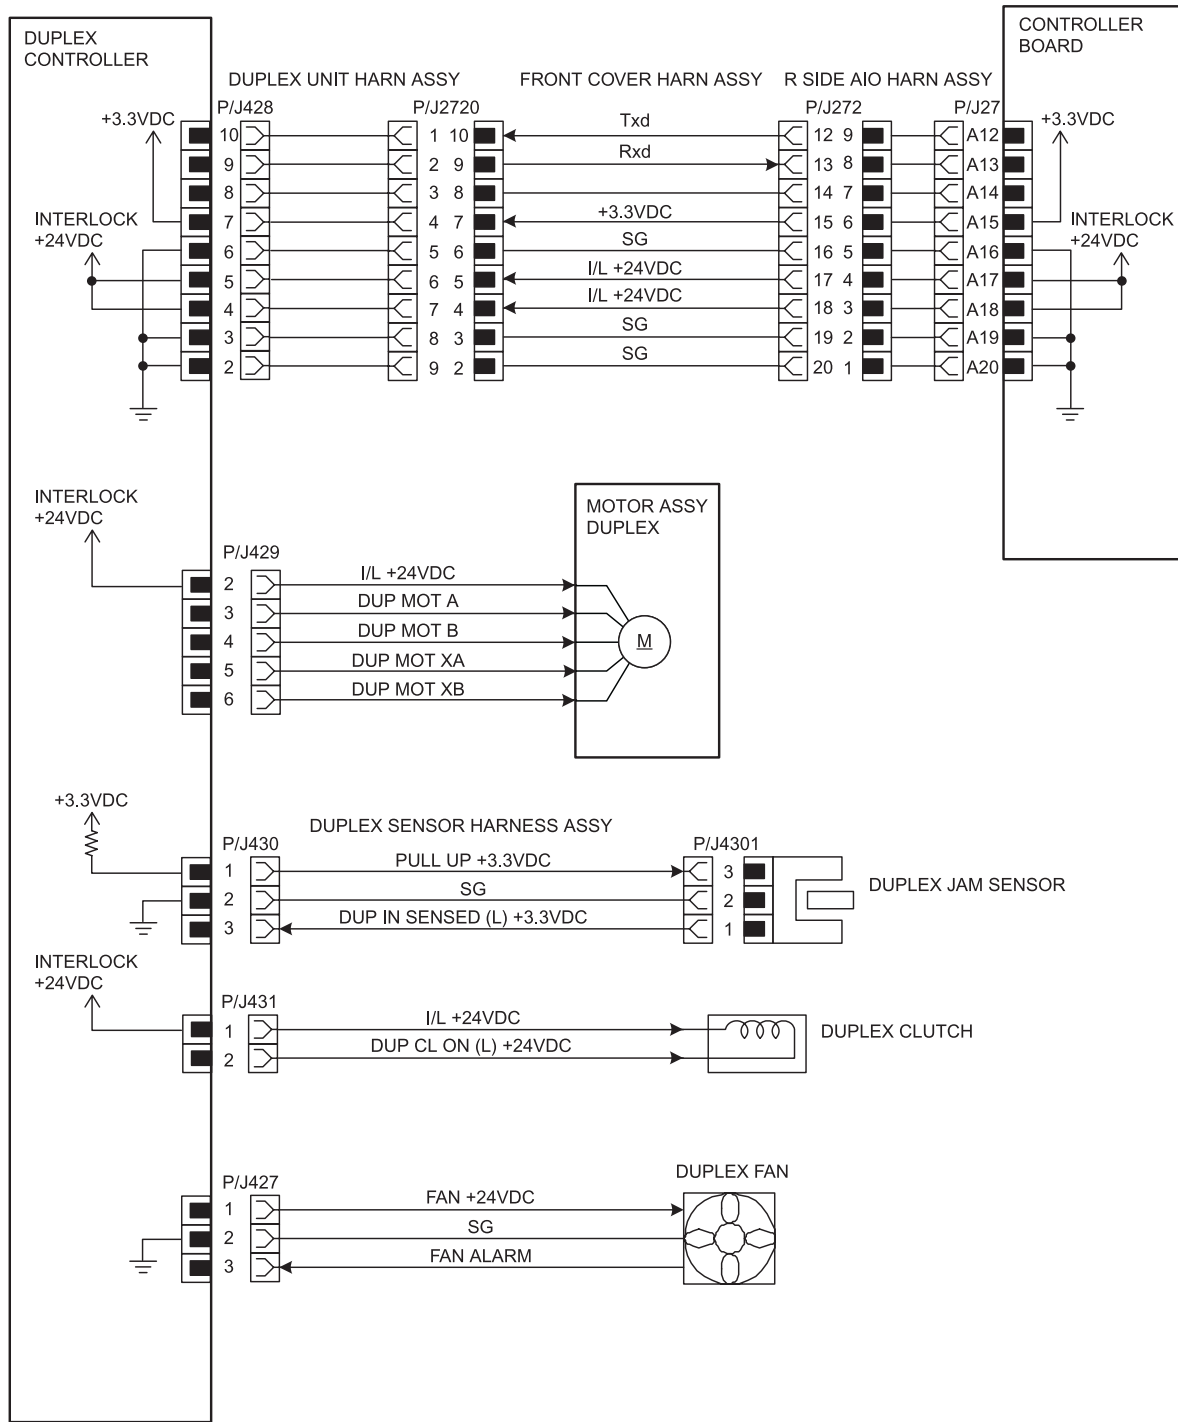 DUPLEX
CONTROLLER
CONTROLLER
BOARD
DUPLEX UNIT HARN ASSY
FRONT COVER HARN ASSY
R SIDE AIO HARN ASSY
P/J428
P/J2720
P/J272
P/J27
+3.3VDC
+3.3VDC
10 1 10 Txd 12 9 A12
9 2 9 Rxd 13 8 A13
8 3 8 14 7 A14
7 4 7 +3.3VDC 15 6 A15
INTERLOCK
+24VDC
INTERLOCK
+24VDC
6 5 6 SG 16 5 A16
5 6 5 I/L +24VDC 17 4 A17
4 7 4 I/L +24VDC 18 3 A18
3 8 3 SG 19 2 A19
2 9 2 SG 20 1 A20
INTERLOCK
+24VDC
MOTOR ASSY
DUPLEX
P/J429
2 I/L +24VDC
3 DUP MOT A
4 DUP MOT B
M
5 DUP MOT XA
6 DUP MOT XB
+3.3VDC
DUPLEX SENSOR HARNESS ASSY
P/J430
P/J4301
1 PULL UP +3.3VDC 3
2 SG 2
3 DUP IN SENSED (L) +3.3VDC 1
DUPLEX JAM SENSOR
INTERLOCK
+24VDC
P/J431
1 I/L +24VDC
2 DUP CL ON (L) +24VDC
DUPLEX CLUTCH
DUPLEX FAN
P/J427
1 FAN +24VDC
2 SG
3 FAN ALARM